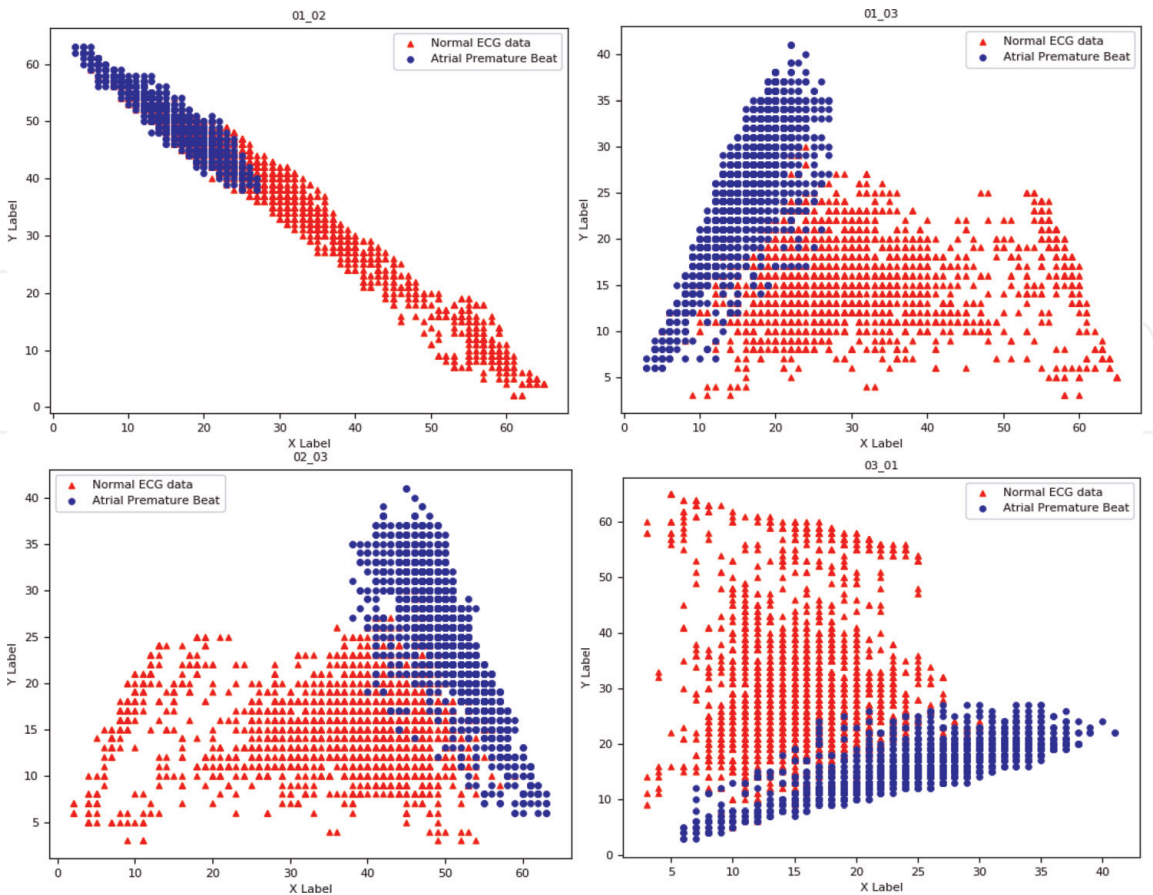 01_02
Normal ECG data
Atrial Premature Beat
Y Label
60
50
40
30
20
10
0
0 10 20 30 40 50 60
X Label
01_03
Normal ECG data
Atrial Premature Beat
Y Label
40
35
30
25
20
15
10
5
0 10 20 30 40 50 60
X Label
02_03
Normal ECG data
Atrial Premature Beat
Y Label
40
35
30
25
20
15
10
5
0 10 20 30 40 50 60
X Label
03_01
Normal ECG data
Atrial Premature Beat
Y Label
60
50
40
30
20
10
0
5 10 15 20 25 30 35 40
X Label